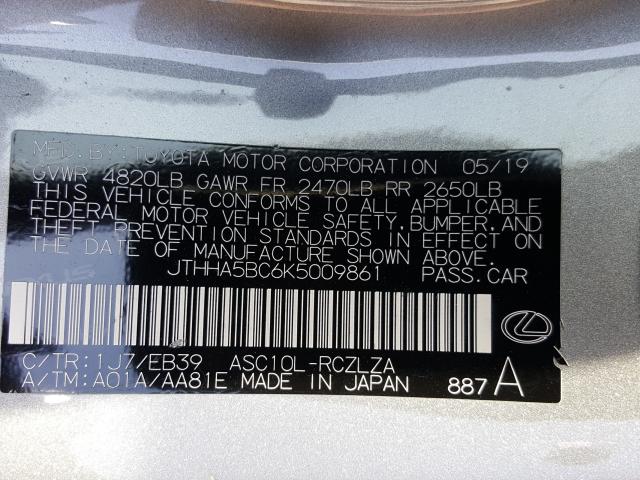 MFD. BY: TOYOTA MOTOR CORPORATION 05/19
GVWR 4820LB GAWR FR 2470LB RR 2650LB
THIS VEHICLE CONFORMS TO ALL APPLICABLE
FEDERAL MOTOR VEHICLE SAFETY, BUMPER, AND
THEFT PREVENTION STANDARDS IN EFFECT ON
THE DATE OF MANUFACTURE SHOWN ABOVE.
JTHHA5BC6K5009861 PASS.CAR
C/TR:1J7/EB39 ASC10L-RCZLZA
A/TM:A01A/AA81E MADE IN JAPAN 887 A